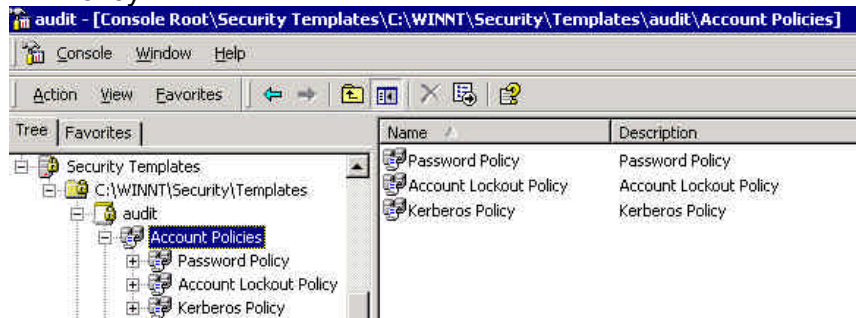 audit - [Console Root\Security Templates\C:\WINNT\Security\Templates\audit\Account Policies]
Console Window Help
Action View Favorites
Tree Favorites Name Description
Security Templates Password Policy Password Policy
C:\WINNT\Security\Templates Account Lockout Policy Account Lockout Policy
audit Kerberos Policy Kerberos Policy
Account Policies
Password Policy
Account Lockout Policy
Kerberos Policy